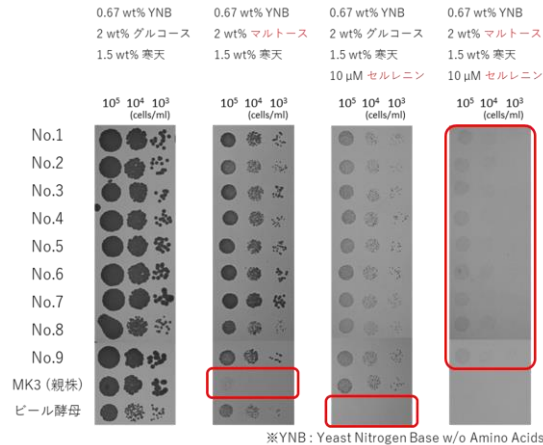 0.67 wt% YNB
2 wt% グルコース
1.5 wt% 寒天
0.67 wt% YNB
2 wt% マルトース
1.5 wt% 寒天
0.67 wt% YNB
2 wt% グルコース
1.5 wt% 寒天
10 μM セルレニン
0.67 wt% YNB
2 wt% マルトース
1.5 wt% 寒天
10 μM セルレニン
10⁵ 10⁴ 10³
(cells/ml)
10⁵ 10⁴ 10³
(cells/ml)
10⁵ 10⁴ 10³
(cells/ml)
10⁵ 10⁴ 10³
(cells/ml)
No.1
No.2
No.3
No.4
No.5
No.6
No.7
No.8
No.9
MK3 (親株)
ビール酵母
※YNB : Yeast Nitrogen Base w/o Amino Acids